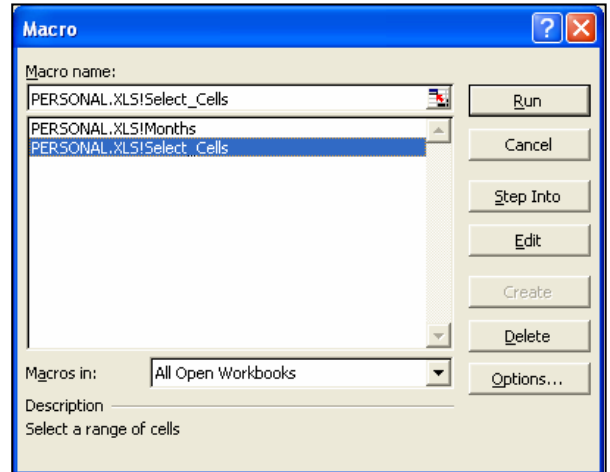 Macro
Macro name:
PERSONAL.XLS!Select_Cells
PERSONAL.XLS!Months
PERSONAL.XLS!Select_Cells
Run
Cancel
Step Into
Edit
Create
Delete
Options...
Macros in:
All Open Workbooks
Description
Select a range of cells